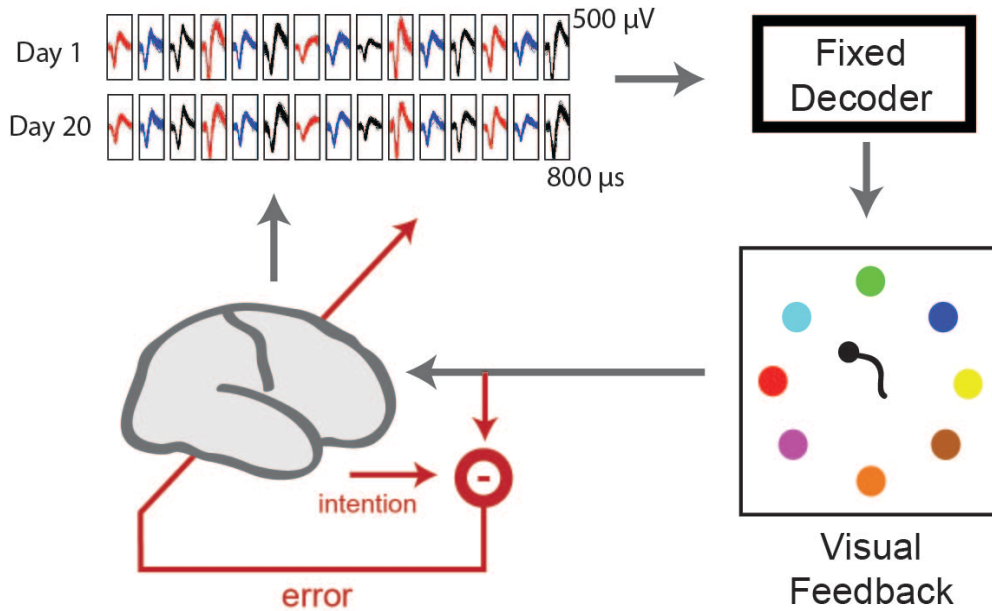 Day 1
500 µV
Day 20
800 µs
Fixed
Decoder
intention
-
error
Visual
Feedback